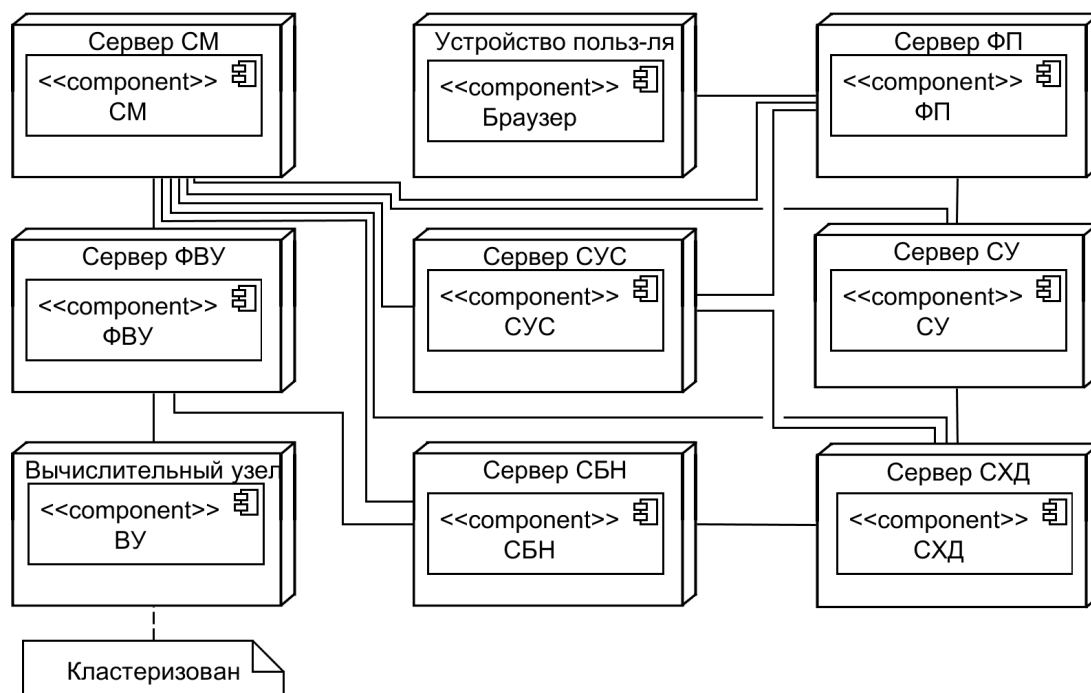 Сервер СМ
<<component>>
СМ
Устройство польз-ля
<<component>>
Браузер
Сервер ФП
<<component>>
ФП
Сервер ФВУ
<<component>>
ФВУ
Сервер СУС
<<component>>
СУС
Сервер СУ
<<component>>
СУ
Вычислительный узел
<<component>>
ВУ
Сервер СБН
<<component>>
СБН
Сервер СХД
<<component>>
СХД
Кластеризован